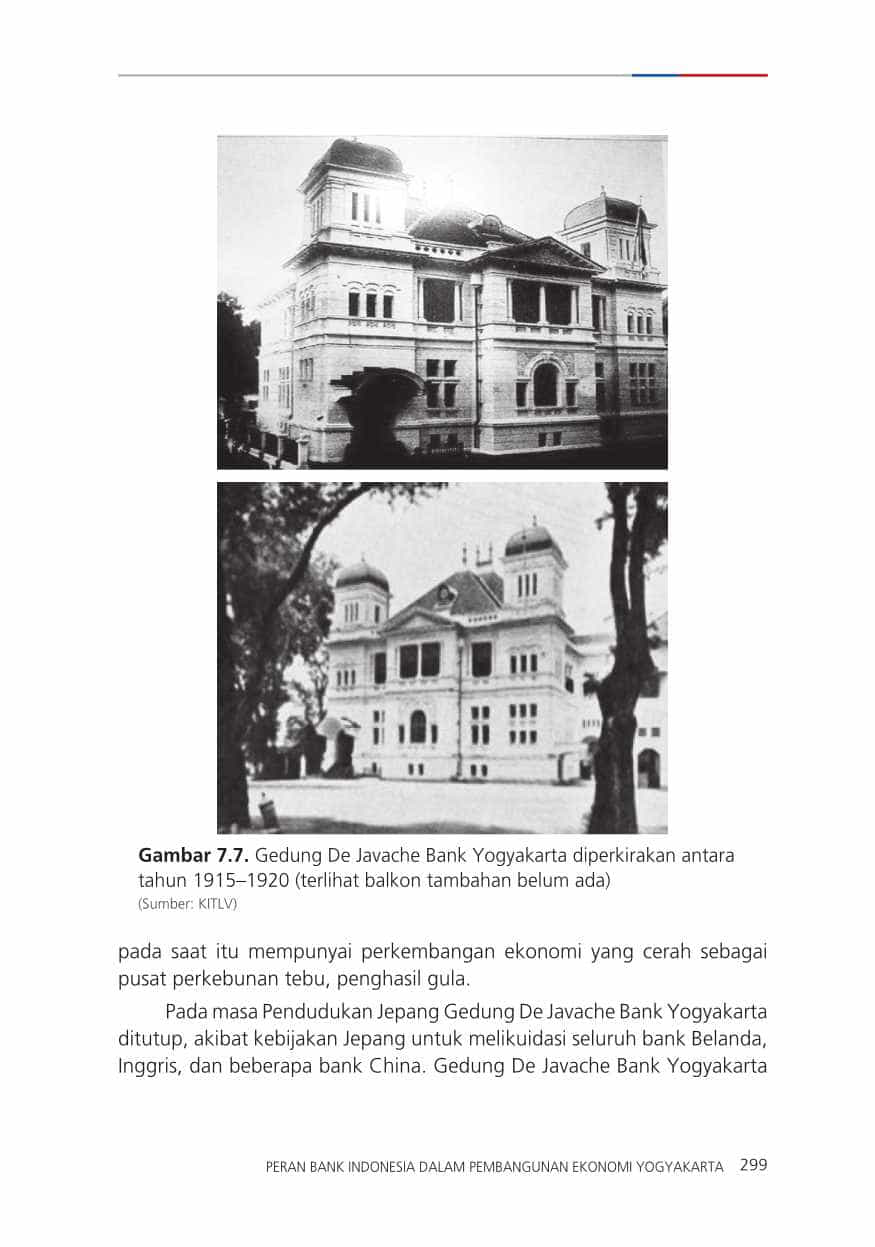 Gambar 7.7. Gedung De Javache Bank Yogyakarta diperkirakan antara
tahun 1915–1920 (terlihat balkon tambahan belum ada)
(Sumber: KITLV)
pada saat itu mempunyai perkembangan ekonomi yang cerah sebagai
pusat perkebunan tebu, penghasil gula.
Pada masa Pendudukan Jepang Gedung De Javache Bank Yogyakarta
ditutup, akibat kebijakan Jepang untuk melikuidasi seluruh bank Belanda,
Inggris, dan beberapa bank China. Gedung De Javache Bank Yogyakarta
PERAN BANK INDONESIA DALAM PEMBANGUNAN EKONOMI YOGYAKARTA 299